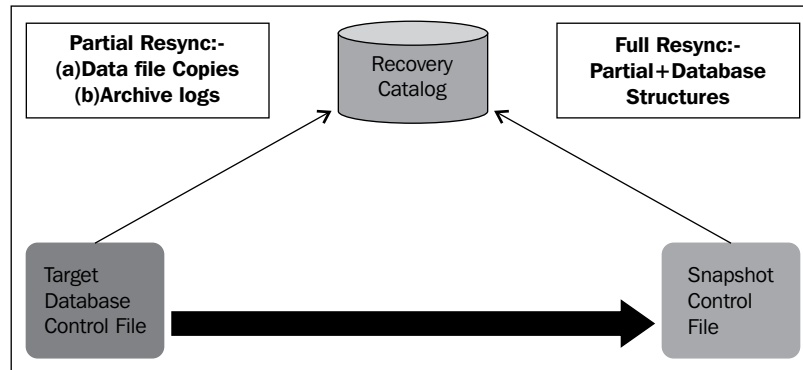 Partial Resync:-
(a)Data file Copies
(b)Archive logs
Recovery
Catalog
Full Resync:-
Partial+Database
Structures
Target
Database
Control File
Snapshot
Control
File